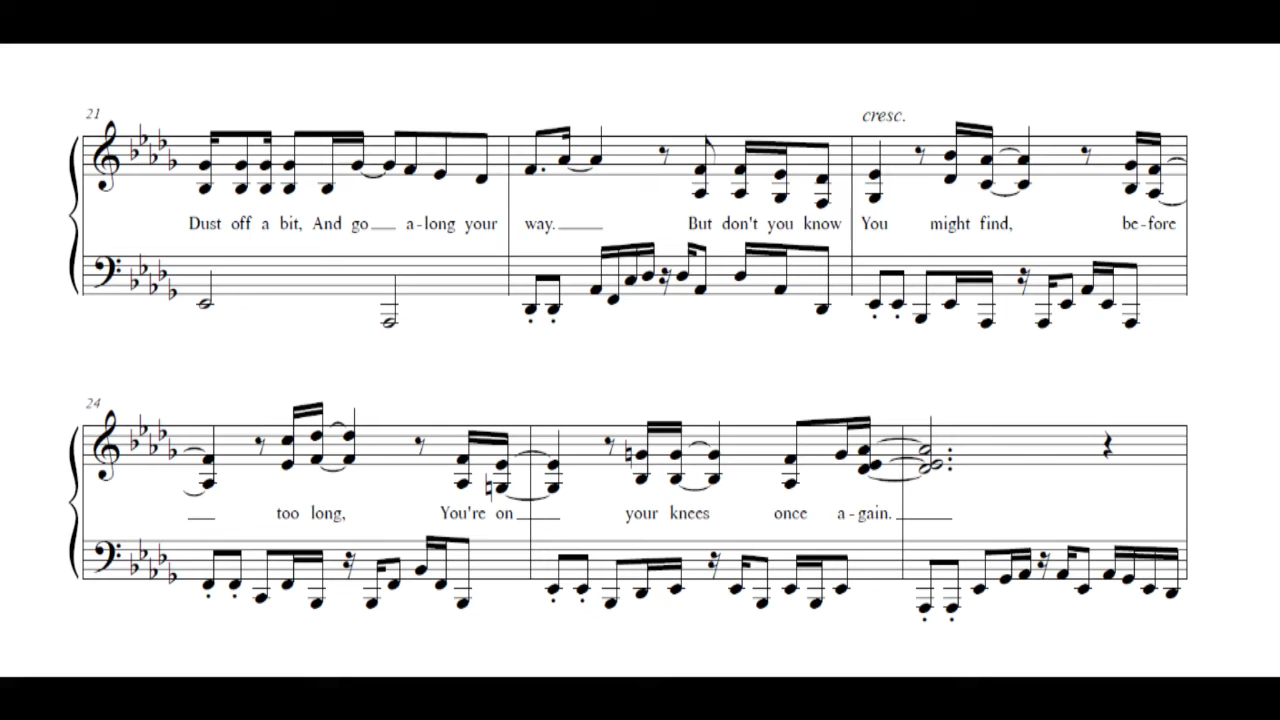 21
cresc.
Dust off a bit, And go a-long your way. But don't you know You might find, be-fore
24
too long, You're on your knees once a-gain.